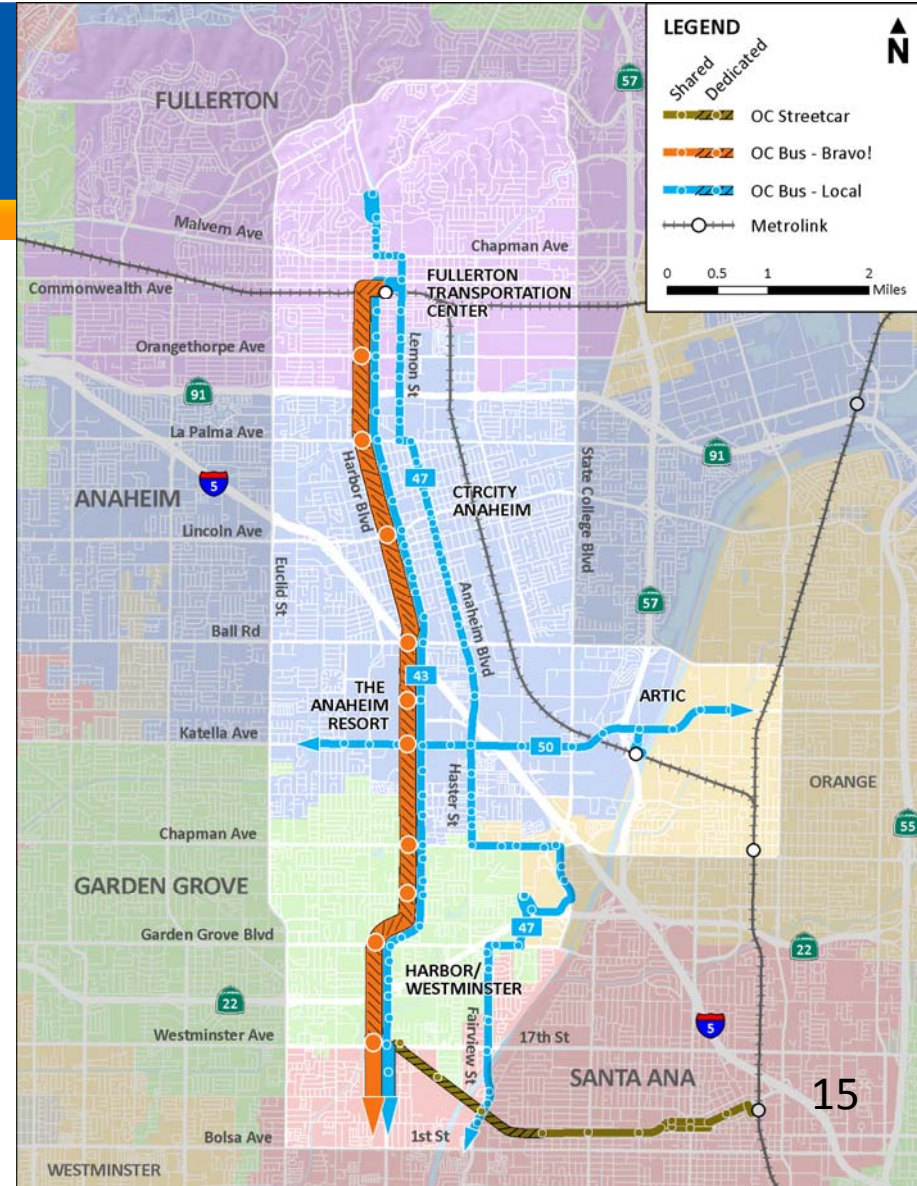 LEGEND
N
Shared
Dedicated
OC Streetcar
OC Bus - Bravo!
OC Bus - Local
Metrolink
0 0.5 1 2
Miles
57
FULLERTON
Malvern Ave
Chapman Ave
Commonwealth Ave
FULLERTON
TRANSPORTATION
CENTER
Orangethorpe Ave
Lemon St
91
La Palma Ave
Harbor Blvd
State College Blvd
91
5
47
ANAHEIM
CTRCITY
ANAHEIM
Lincoln Ave
Euclid St
Anaheim Blvd
57
Ball Rd
43
THE
ANAHEIM
RESORT
ARTIC
Katella Ave
50
Haster St
ORANGE
Chapman Ave
55
GARDEN GROVE
47
Garden Grove Blvd
22
HARBOR/
WESTMINSTER
22
Fairview St
5
Westminster Ave
17th St
SANTA ANA
15
Bolsa Ave
1st St
WESTMINSTER